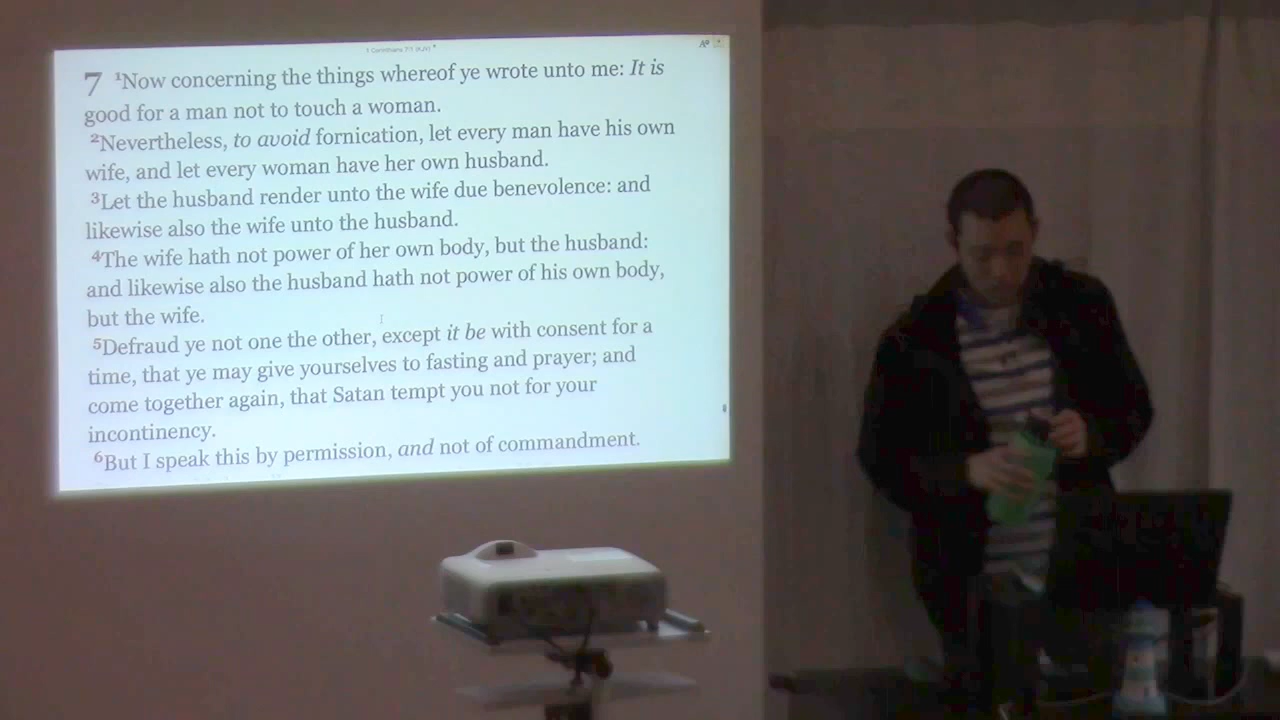 1 Corinthians 7:1 (KJV)
7 ¹Now concerning the things whereof ye wrote unto me: It is
good for a man not to touch a woman.
²Nevertheless, to avoid fornication, let every man have his own
wife, and let every woman have her own husband.
³Let the husband render unto the wife due benevolence: and
likewise also the wife unto the husband.
⁴The wife hath not power of her own body, but the husband:
and likewise also the husband hath not power of his own body,
but the wife.
⁵Defraud ye not one the other, except it be with consent for a
time, that ye may give yourselves to fasting and prayer; and
come together again, that Satan tempt you not for your
incontinency.
⁶But I speak this by permission, and not of commandment.